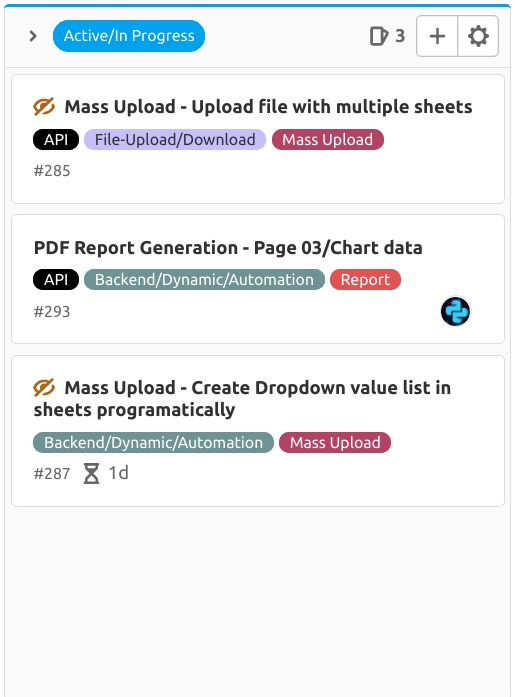 Active/In Progress 3
Mass Upload - Upload file with multiple sheets
API File-Upload/Download Mass Upload
#285
PDF Report Generation - Page 03/Chart data
API Backend/Dynamic/Automation Report
#293
Mass Upload - Create Dropdown value list in
sheets programatically
Backend/Dynamic/Automation Mass Upload
#287 1d